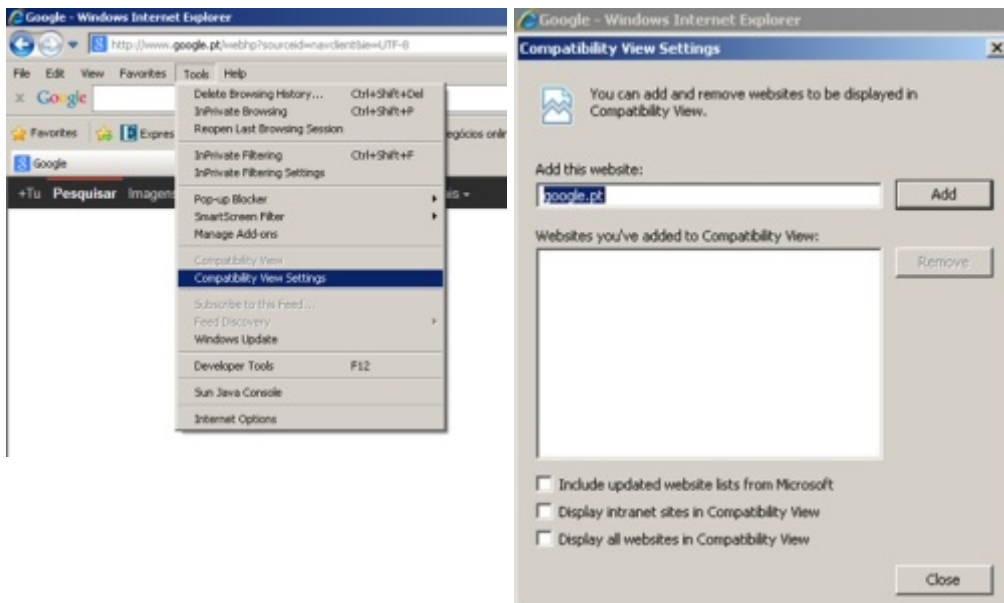 Google - Windows Internet Explorer
http://www.google.pt/webhp?sourceid=navclient&ie=UTF-8
File Edit View Favorites Tools Help
x Google
Favorites Expres egócios onlin
Google
+Tu Pesquisar Imagens is
Delete Browsing History... Ctrl+Shift+Del
InPrivate Browsing Ctrl+Shift+P
Reopen Last Browsing Session
InPrivate Filtering Ctrl+Shift+F
InPrivate Filtering Settings
Pop-up Blocker
SmartScreen Filter
Manage Add-ons
Compatibility View
Compatibility View Settings
Subscribe to this Feed...
Feed Discovery
Windows Update
Developer Tools F12
Sun Java Console
Internet Options
Google - Windows Internet Explorer
Compatibility View Settings
You can add and remove websites to be displayed in
Compatibility View.
Add this website:
google.pt Add
Websites you've added to Compatibility View:
Remove
Include updated website lists from Microsoft
Display intranet sites in Compatibility View
Display all websites in Compatibility View
Close